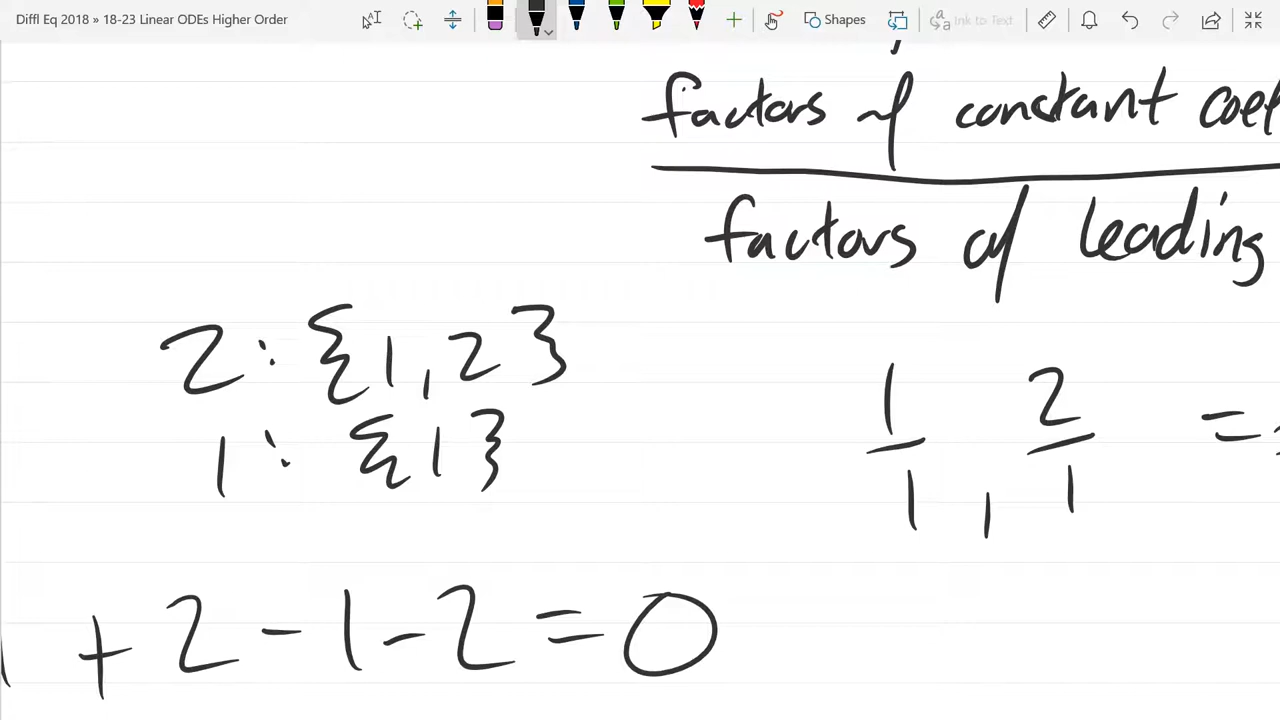 Diffl Eq 2018 » 18-23 Linear ODEs Higher Order
Shapes
Ink to Text
factors of constant coef
factors of leading
2 : {1, 2}
1 : {1}
1/1 , 2/1 =
1 + 2 - 1 - 2 = 0